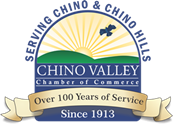 SERVING CHINO & CHINO HILLS
CHINO VALLEY
Chamber of Commerce
Over 100 Years of Service
Since 1913